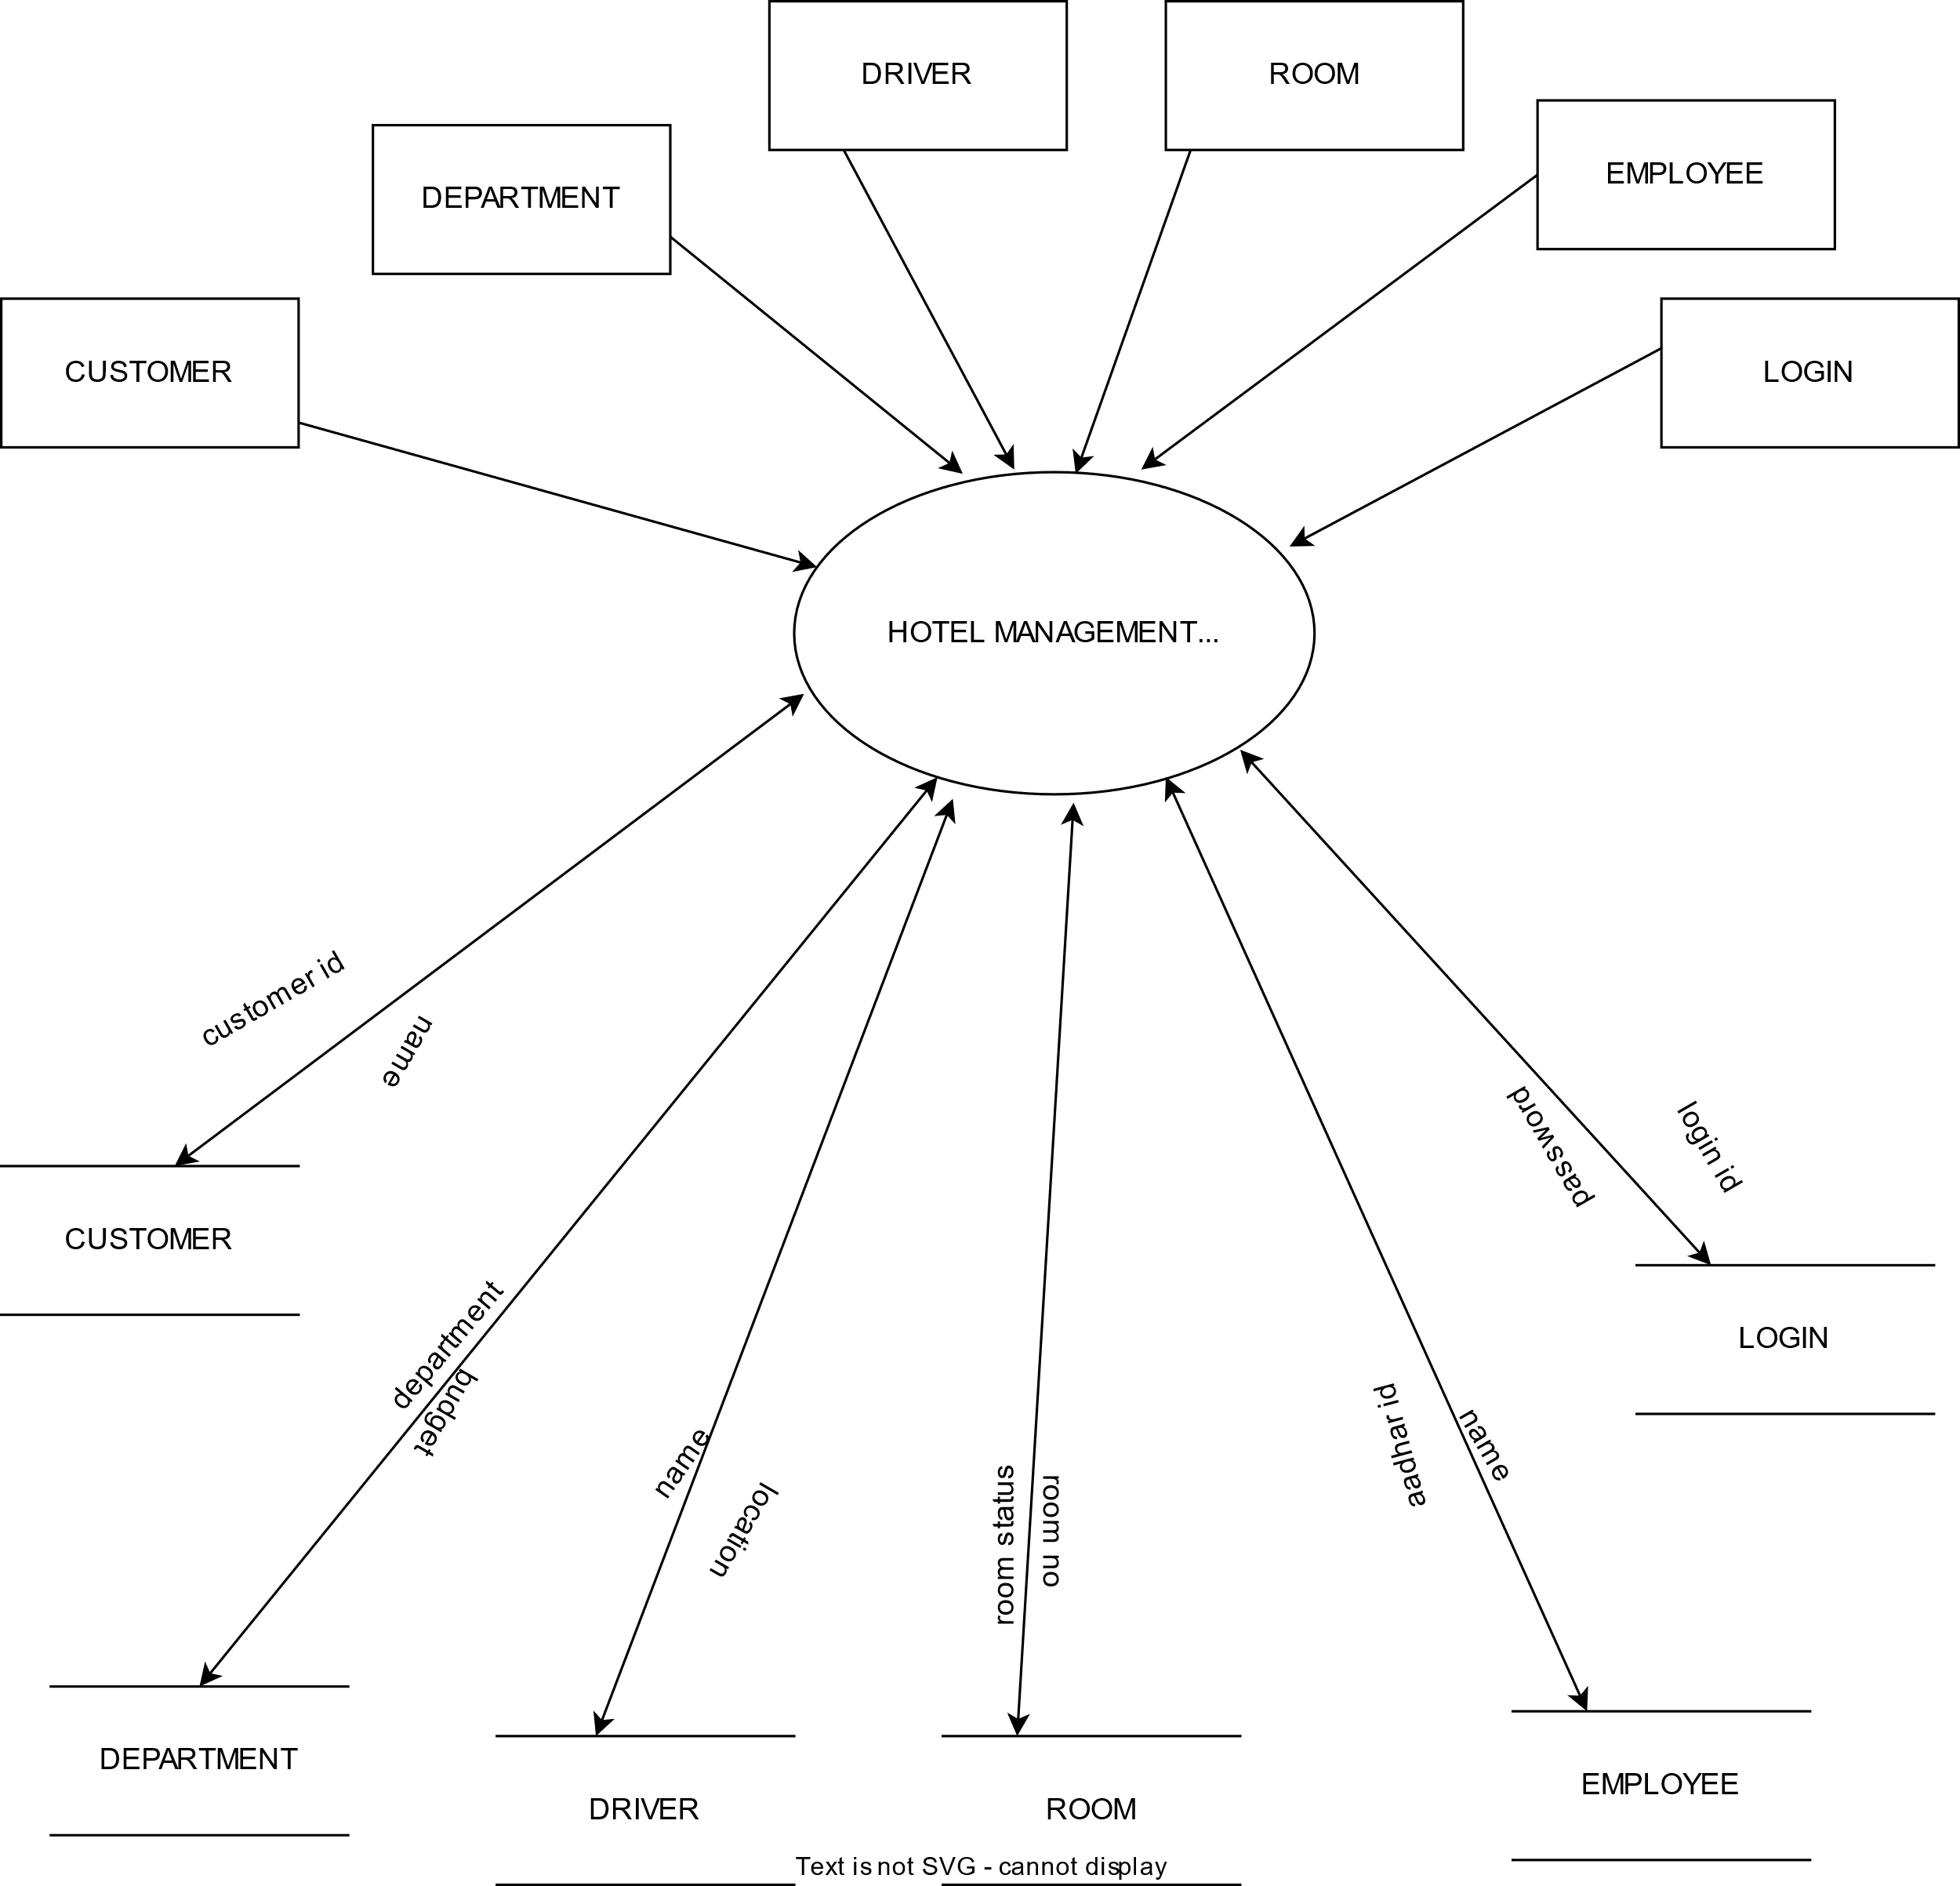 DRIVER
ROOM
EMPLOYEE
DEPARTMENT
CUSTOMER
LOGIN
HOTEL MANAGEMENT...
customer id
name
password
login id
CUSTOMER
department
budget
LOGIN
name
location
room status
room no
aadhar id
name
DEPARTMENT
DRIVER
ROOM
EMPLOYEE
Text is not SVG - cannot display